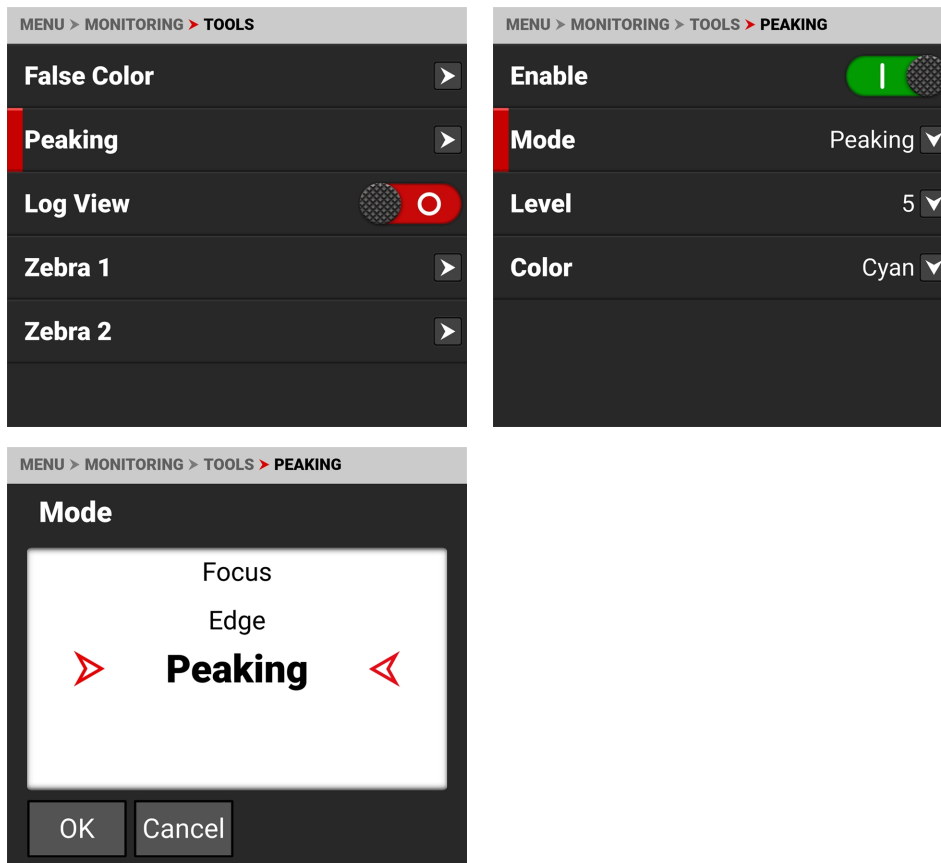 MENU > MONITORING > TOOLS
False Color
Peaking
Log View
Zebra 1
Zebra 2
MENU > MONITORING > TOOLS > PEAKING
Enable
Mode Peaking
Level 5
Color Cyan
MENU > MONITORING > TOOLS > PEAKING
Mode
Focus
Edge
Peaking
OK Cancel